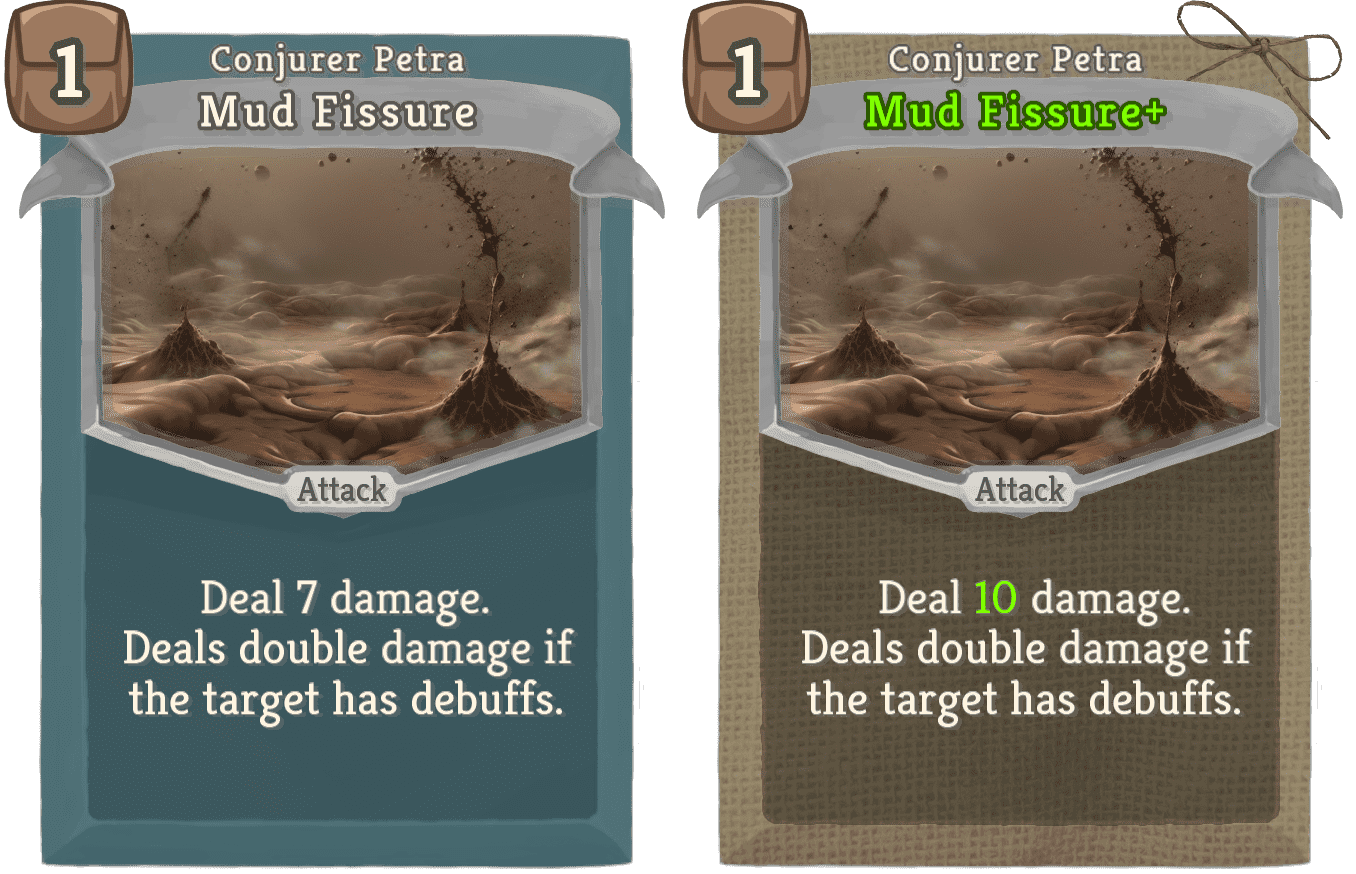 1
Conjurer Petra
Mud Fissure
Attack
Deal 7 damage.
Deals double damage if
the target has debuffs.
1
Conjurer Petra
Mud Fissure+
Attack
Deal 10 damage.
Deals double damage if
the target has debuffs.